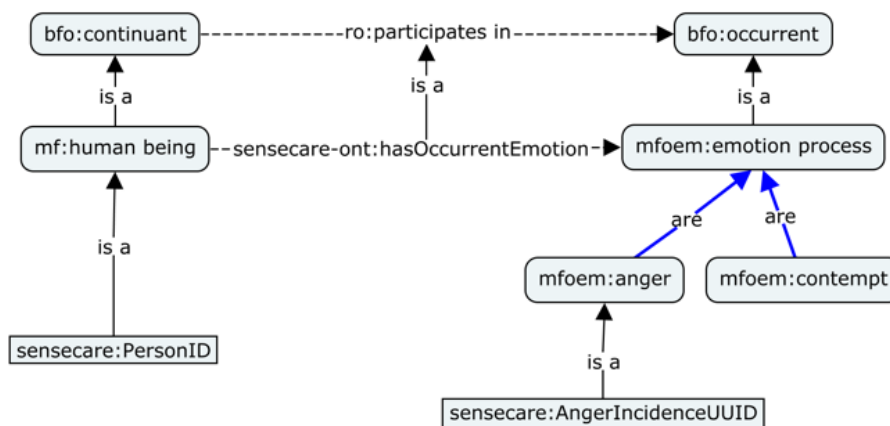 bfo:continuant
ro:participates in
bfo:occurrent
is a
is a
is a
mf:human being
sensecare-ont:hasOccurrentEmotion
mfoem:emotion process
are
are
is a
mfoem:anger
mfoem:contempt
sensecare:PersonID
is a
sensecare:AngerIncidenceUUID